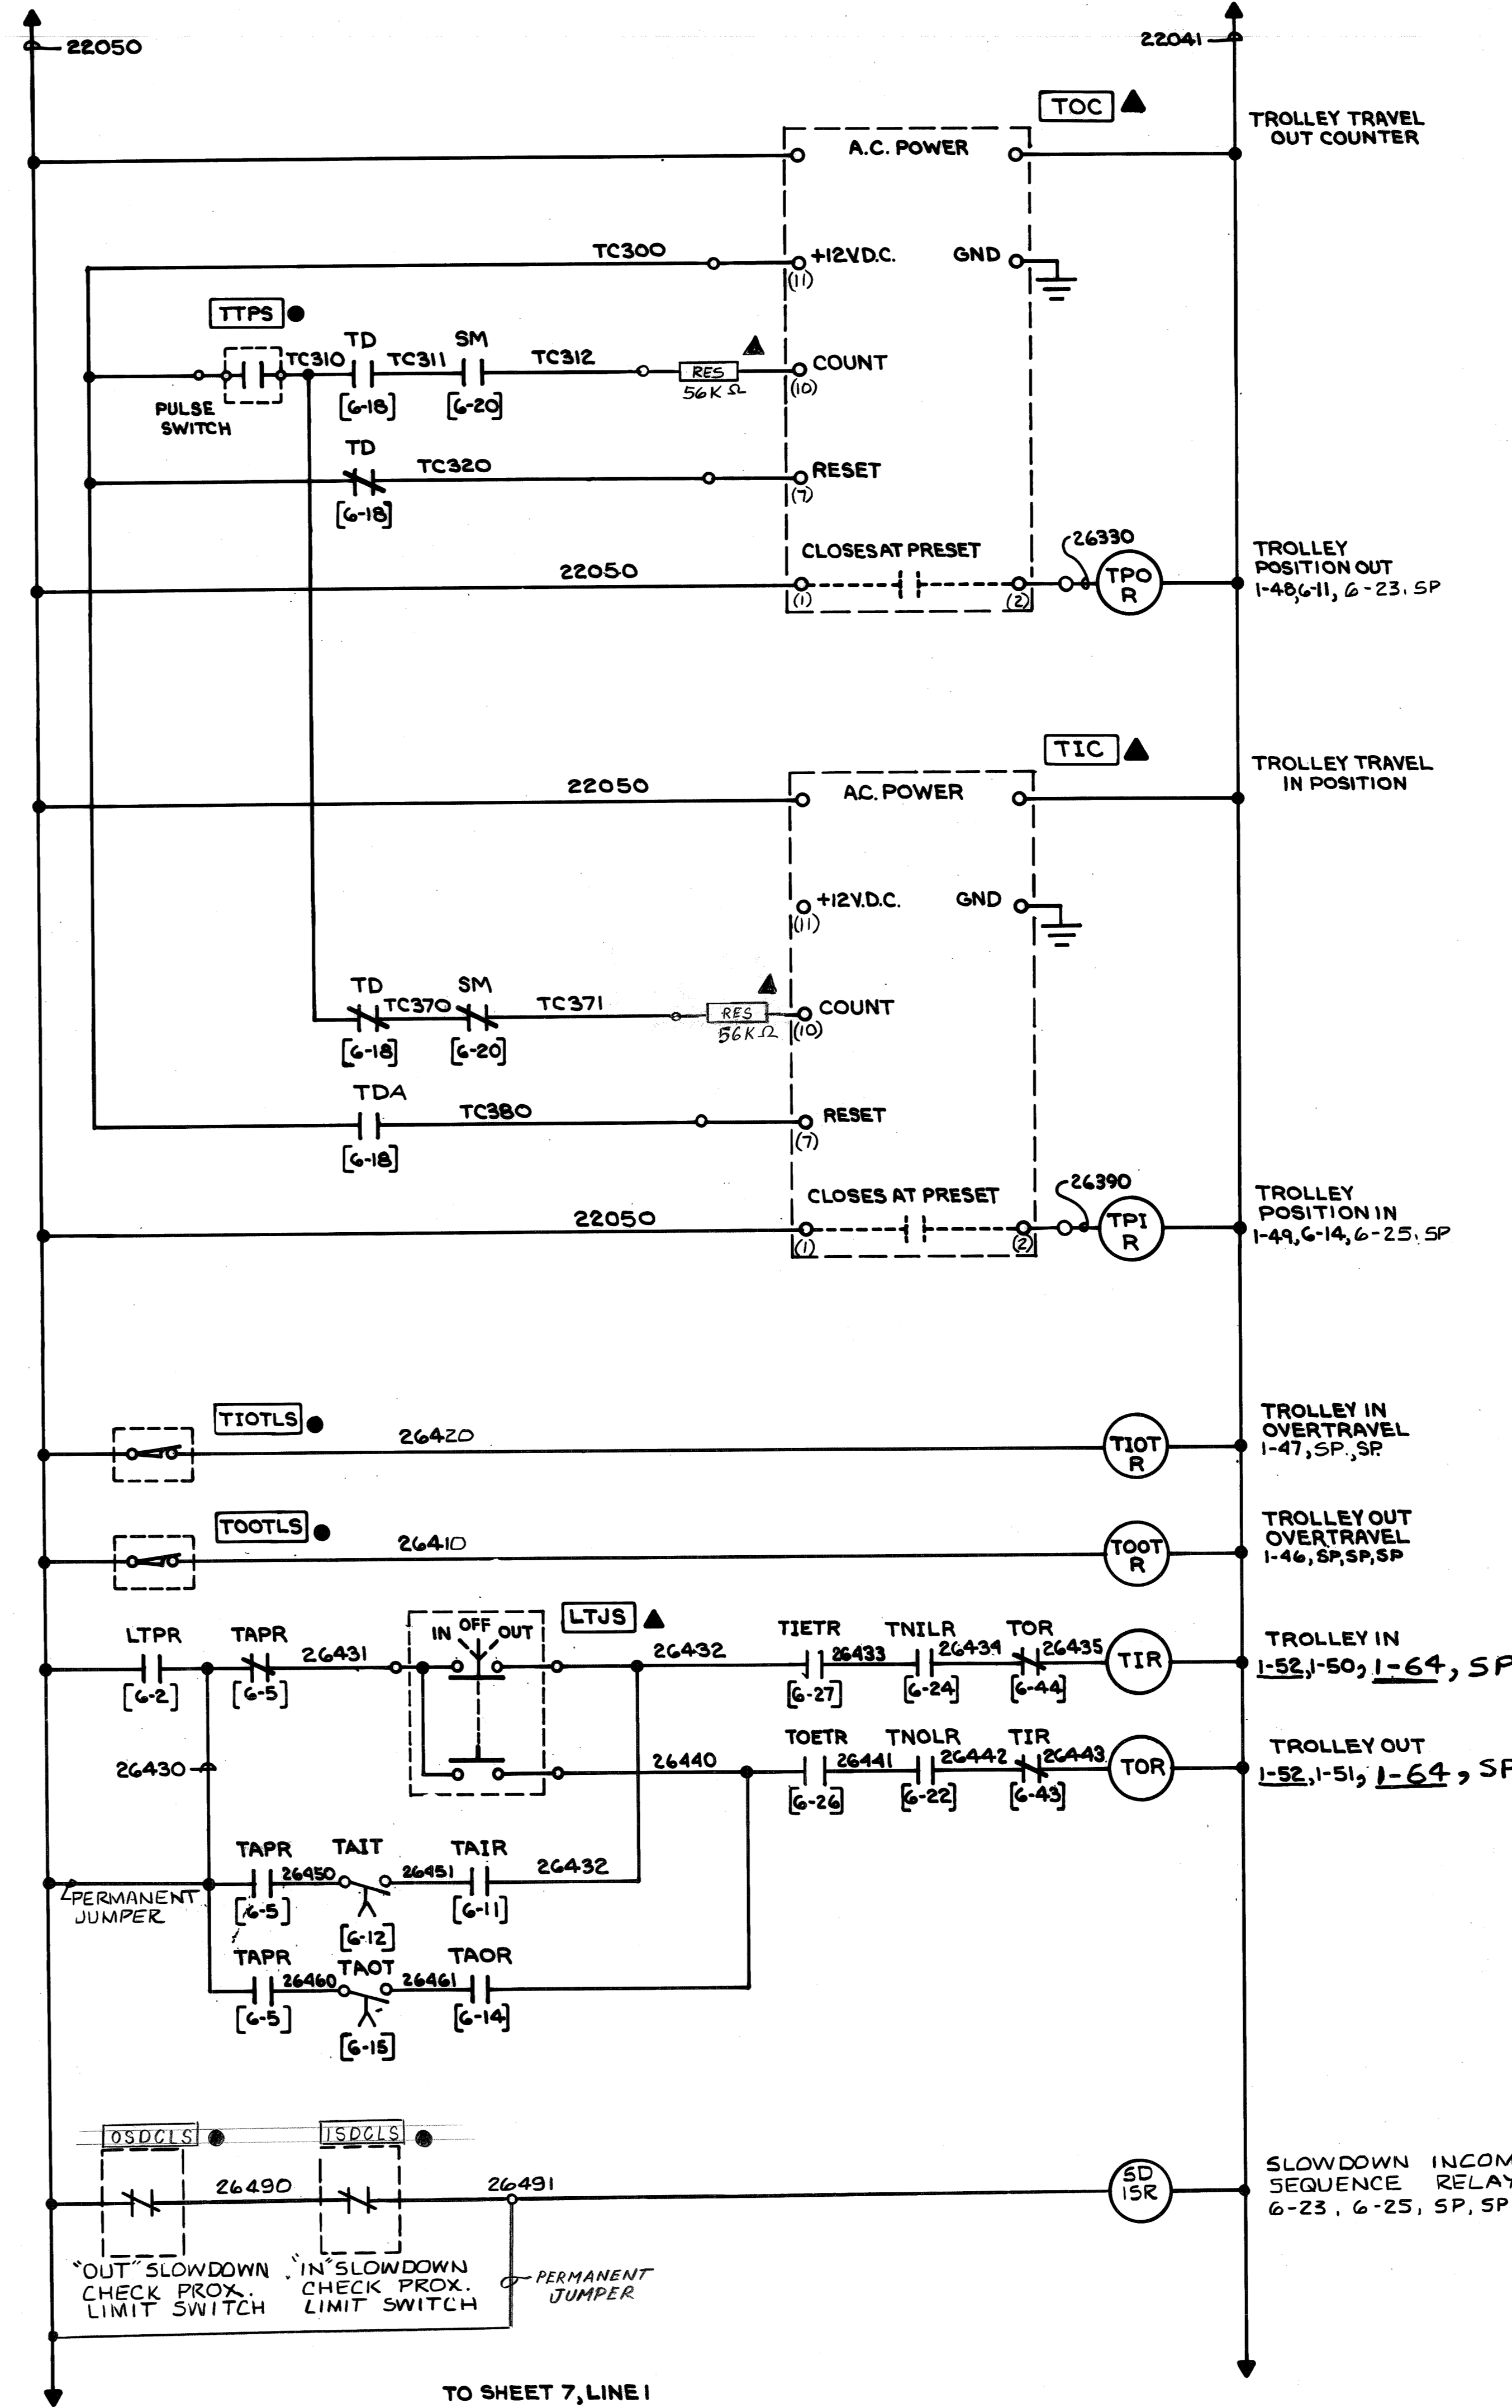 22050
22041
TOC
TROLLEY TRAVEL
OUT COUNTER
A.C. POWER
TC300
+12V.D.C.
GND
(11)
TTPS
TC310
TD
TC311
SM
TC312
RES
56K Ω
COUNT
(10)
PULSE
SWITCH
[6-18]
[6-20]
TD
TC320
RESET
(7)
[6-18]
CLOSES AT PRESET
22050
(1)
(2)
26330
TPO
R
TROLLEY
POSITION OUT
1-48,6-11, 6-23, SP
TIC
TROLLEY TRAVEL
IN POSITION
22050
A.C. POWER
+12V.D.C.
GND
(11)
TD
TC370
SM
TC371
RES
56K Ω
COUNT
(10)
[6-18]
[6-20]
TDA
TC380
RESET
(7)
[6-18]
CLOSES AT PRESET
22050
(1)
(2)
26390
TPI
R
TROLLEY
POSITION IN
1-49,6-14,6-25, SP
TIOTLS
26420
TIOT
R
TROLLEY IN
OVERTRAVEL
1-47,SP.,SP.
TOOTLS
26410
TOOT
R
TROLLEY OUT
OVERTRAVEL
1-46,SP,SP,SP
LTJS
LTPR
TAPR
26431
IN
OFF
OUT
26432
TIETR
26433
TNILR
26434
TOR
26435
TIR
TROLLEY IN
1-52,1-50, 1-64, SP
[6-2]
[6-5]
[6-27]
[6-24]
[6-44]
26430
26440
TOETR
26441
TNOLR
26442
TIR
26443
TOR
TROLLEY OUT
1-52,1-51, 1-64, SP
[6-26]
[6-22]
[6-43]
TAPR
26450
TAIT
26451
TAIR
26432
PERMANENT
JUMPER
[6-5]
[6-12]
[6-11]
TAPR
26460
TAOT
26461
TAOR
[6-5]
[6-15]
[6-14]
OSDCLS
ISDCLS
26490
26491
SD
ISR
SLOWDOWN INCOM
SEQUENCE RELAY
6-23, 6-25, SP, SP
"OUT" SLOWDOWN
CHECK PROX.
LIMIT SWITCH
"IN" SLOWDOWN
CHECK PROX.
LIMIT SWITCH
PERMANENT
JUMPER
TO SHEET 7, LINE 1